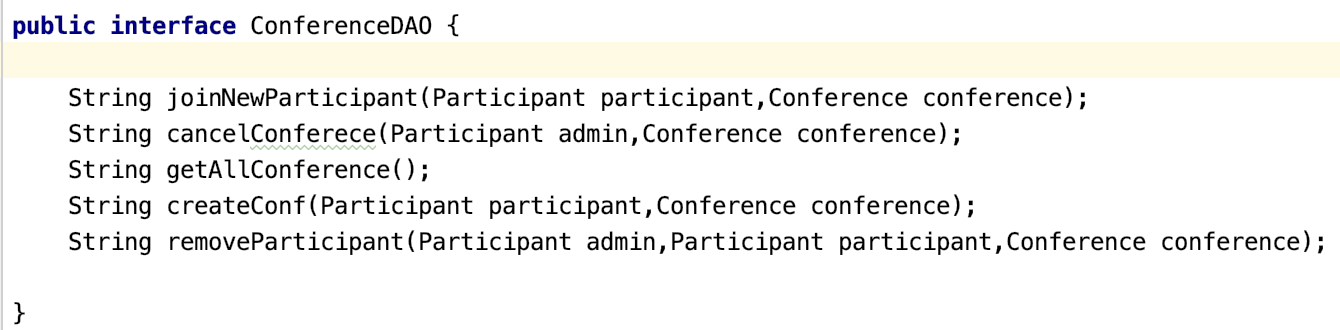 public interface ConferenceDAO {
String joinNewParticipant(Participant participant,Conference conference);
String cancelConferece(Participant admin,Conference conference);
String getAllConference();
String createConf(Participant participant,Conference conference);
String removeParticipant(Participant admin,Participant participant,Conference conference);
}